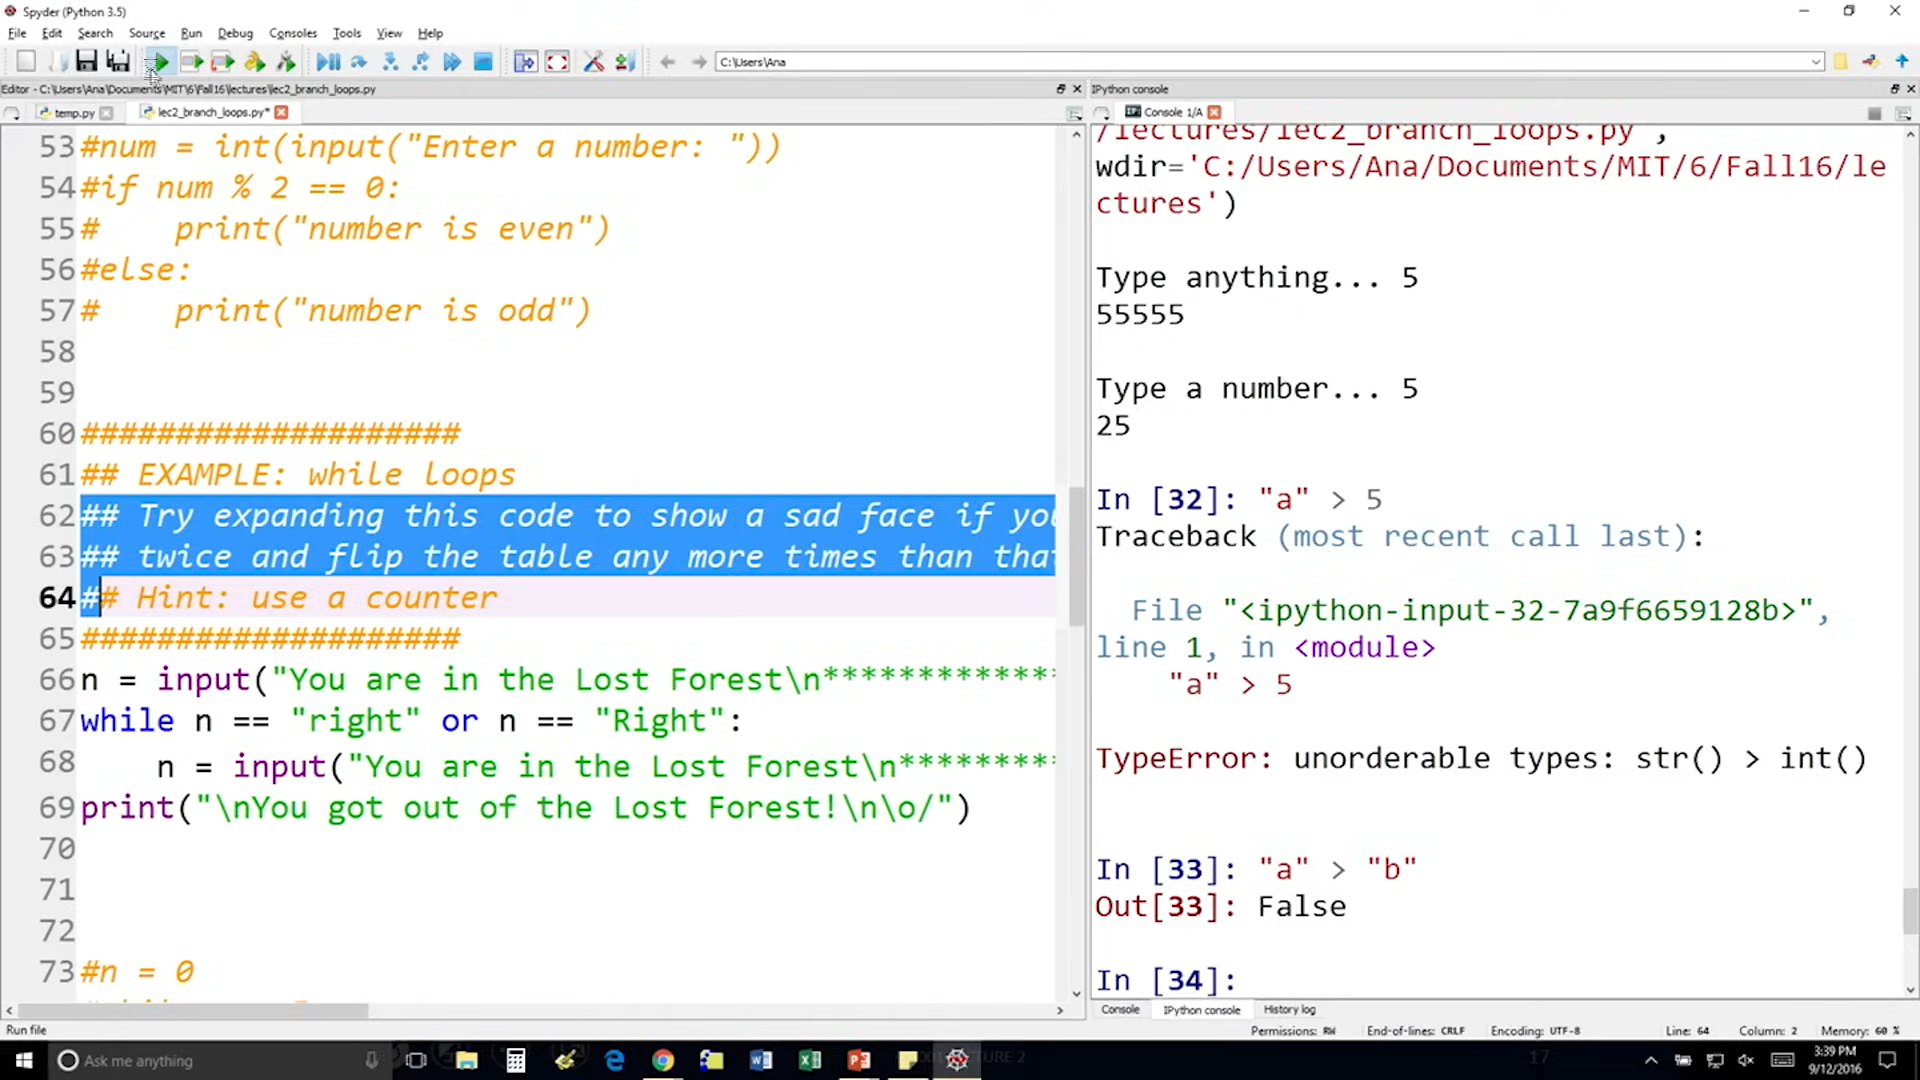 Spyder (Python 3.5)
File Edit Search Source Run Debug Consoles Tools View Help
C:\Users\Ana
Editor - C:\Users\Ana\Documents\MIT\6\Fall16\lectures\lec2_branch_loops.py
IPython console
temp.py lec2_branch_loops.py*
Console 1/A
53 #num = int(input("Enter a number: "))
54 #if num % 2 == 0:
55 #    print("number is even")
56 #else:
57 #    print("number is odd")
58
59
60 ####################
61 ## EXAMPLE: while loops
62 ## Try expanding this code to show a sad face if you
63 ## twice and flip the table any more times than that
64 ## Hint: use a counter
65 ####################
66 n = input("You are in the Lost Forest\n*************
67 while n == "right" or n == "Right":
68     n = input("You are in the Lost Forest\n*********
69 print("\nYou got out of the Lost Forest!\n\o/")
70
71
72
73 #n = 0
/lectures/lec2_branch_loops.py',
wdir='C:/Users/Ana/Documents/MIT/6/Fall16/le
ctures')
Type anything... 5
55555
Type a number... 5
25
In [32]: "a" > 5
Traceback (most recent call last):
  File "<ipython-input-32-7a9f6659128b>",
line 1, in <module>
    "a" > 5
TypeError: unorderable types: str() > int()
In [33]: "a" > "b"
Out[33]: False
In [34]:
Console IPython console History log
Run file
Permissions: RW End-of-lines: CRLF Encoding: UTF-8 Line: 64 Column: 2 Memory: 60 %
Ask me anything
LECTURE 2
17
3:39 PM
9/12/2016